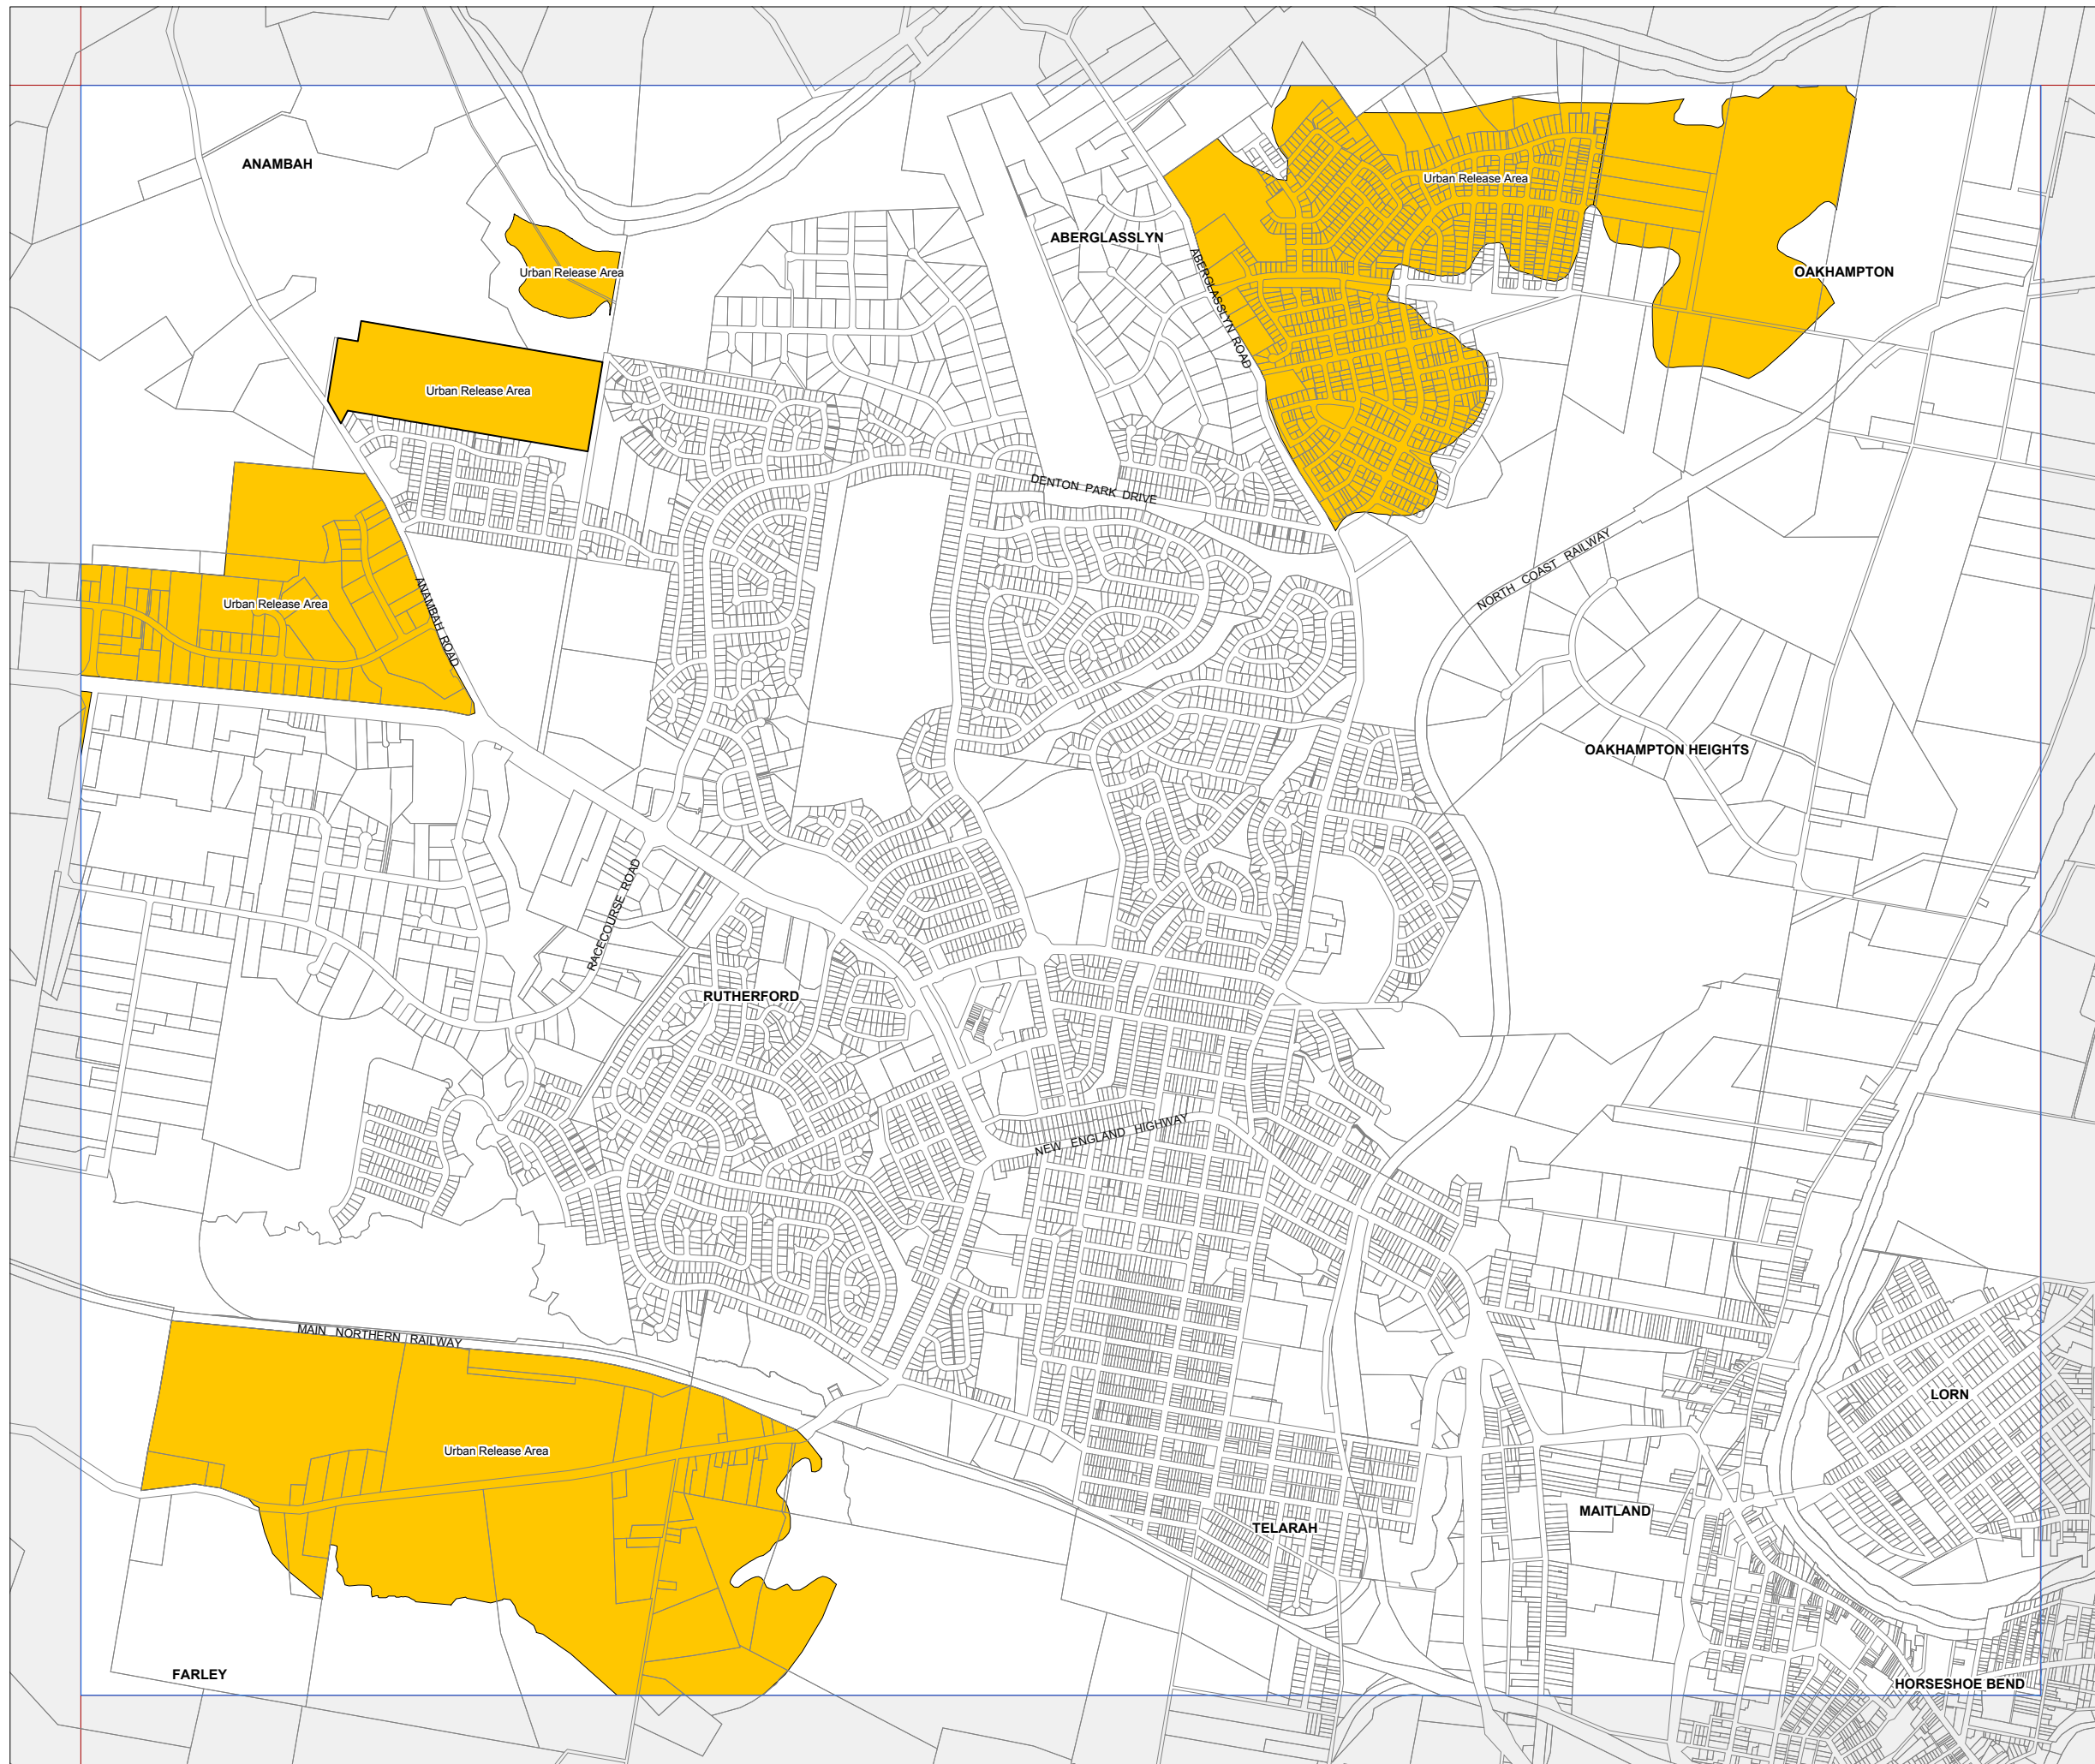 ANAMBAH
Urban Release Area
ABERGLASSLYN
Urban Release Area
OAKHAMPTON
Urban Release Area
ABERGLASSLYN ROAD
Urban Release Area
ANAMBAH ROAD
DENTON PARK DRIVE
NORTH COAST RAILWAY
OAKHAMPTON HEIGHTS
RACECOURSE ROAD
RUTHERFORD
NEW ENGLAND HIGHWAY
MAIN NORTHERN RAILWAY
LORN
Urban Release Area
MAITLAND
TELARAH
FARLEY
HORSESHOE BEND